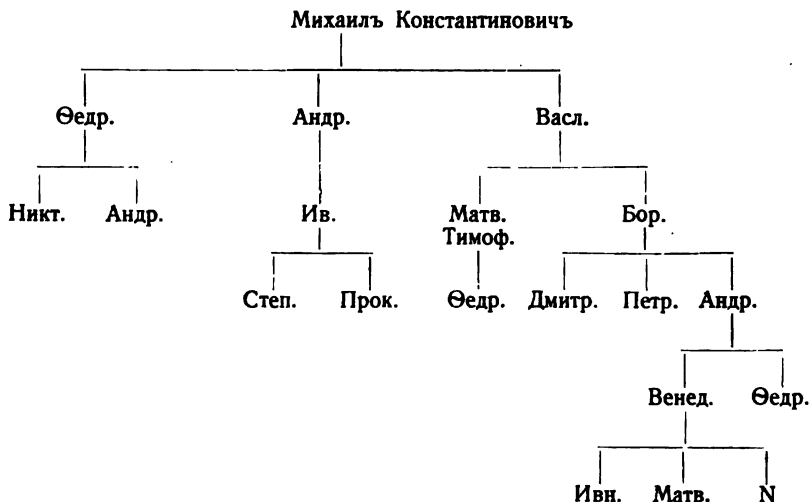 Михаилъ Константиновичъ
Ѳедр. Андр. Васл.
Никт. Андр. Ив. Матв. Бор.
Тимоф.
Степ. Прок. Ѳедр. Дмитр. Петр. Андр.
Венед. Ѳедр.
Ивн. Матв. N